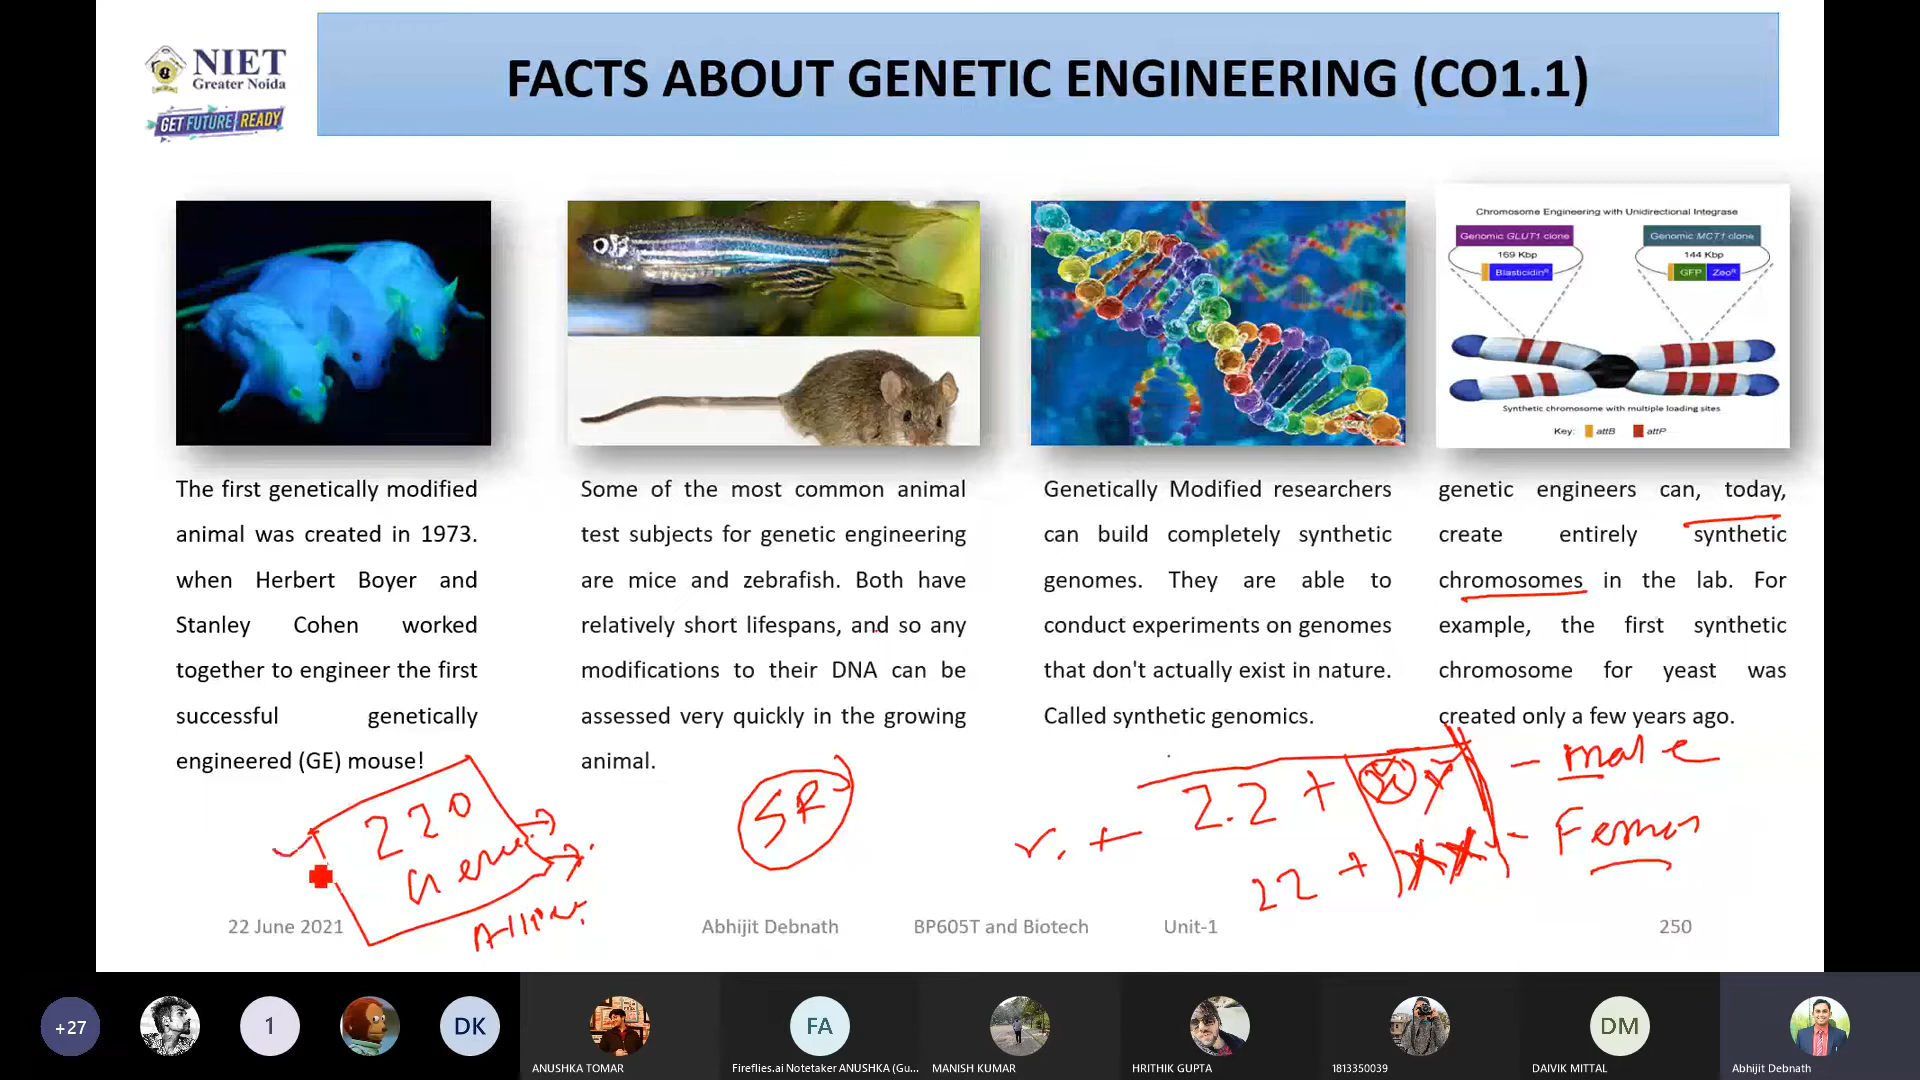 NIET
Greater Noida
GET FUTURE READY
FACTS ABOUT GENETIC ENGINEERING (CO1.1)
Chromosome Engineering with Unidirectional Integrase
Genomic GLUT1 clone
Genomic MCT1 clone
169 Kbp
144 Kbp
Blasticidinᴿ
GFP Zeoᴿ
Synthetic chromosome with multiple loading sites
Key: attB attP
The first genetically modified
animal was created in 1973.
when Herbert Boyer and
Stanley Cohen worked
together to engineer the first
successful genetically
engineered (GE) mouse!
Some of the most common animal
test subjects for genetic engineering
are mice and zebrafish. Both have
relatively short lifespans, and so any
modifications to their DNA can be
assessed very quickly in the growing
animal.
Genetically Modified researchers
can build completely synthetic
genomes. They are able to
conduct experiments on genomes
that don't actually exist in nature.
Called synthetic genomics.
genetic engineers can, today,
create entirely synthetic
chromosomes in the lab. For
example, the first synthetic
chromosome for yeast was
created only a few years ago.
220
SR
22 + XY - male
22 + XX -
22 June 2021
Abhijit Debnath
BP605T and Biotech
Unit-1
250
+27
1
DK
FA
DM
ANUSHKA TOMAR
Fireflies.ai Notetaker ANUSHKA (Gu...
MANISH KUMAR
HRITHIK GUPTA
1813350039
DAIVIK MITTAL
Abhijit Debnath